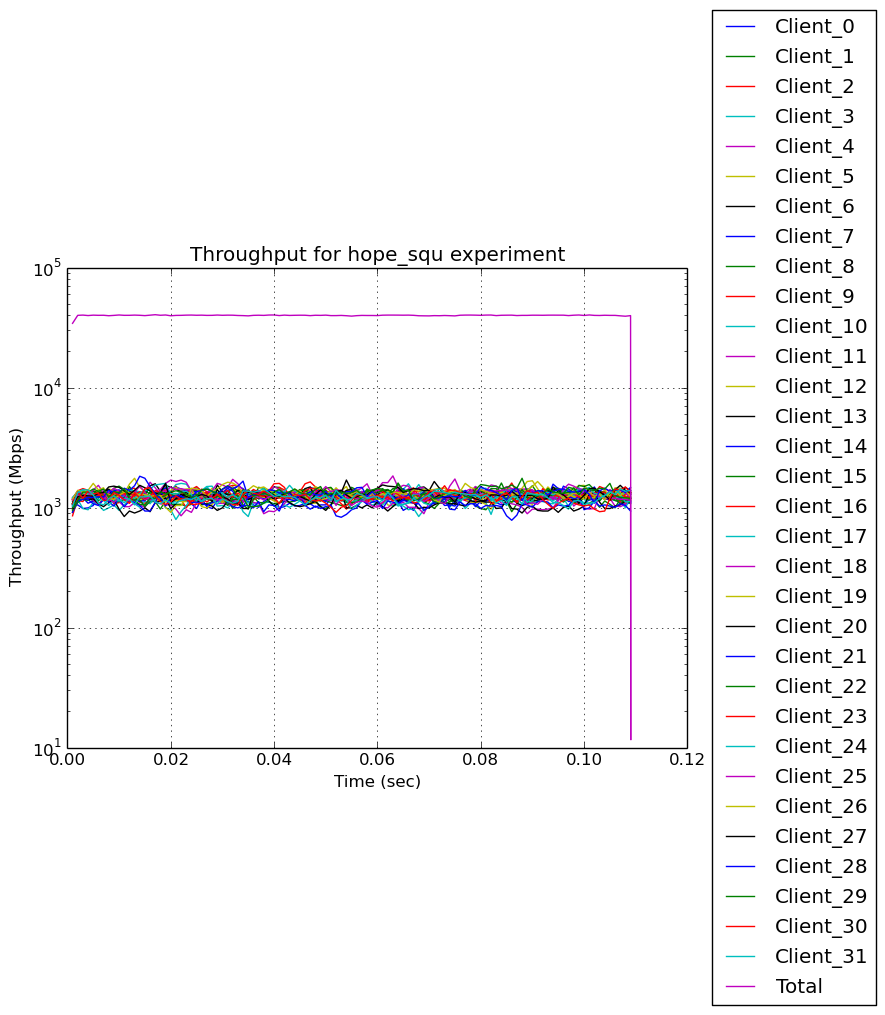 Throughput for hope_squ experiment
Throughput (Mbps)
10^5
10^4
10^3
10^2
10^1
0.00 0.02 0.04 0.06 0.08 0.10 0.12
Time (sec)
Client_0
Client_1
Client_2
Client_3
Client_4
Client_5
Client_6
Client_7
Client_8
Client_9
Client_10
Client_11
Client_12
Client_13
Client_14
Client_15
Client_16
Client_17
Client_18
Client_19
Client_20
Client_21
Client_22
Client_23
Client_24
Client_25
Client_26
Client_27
Client_28
Client_29
Client_30
Client_31
Total